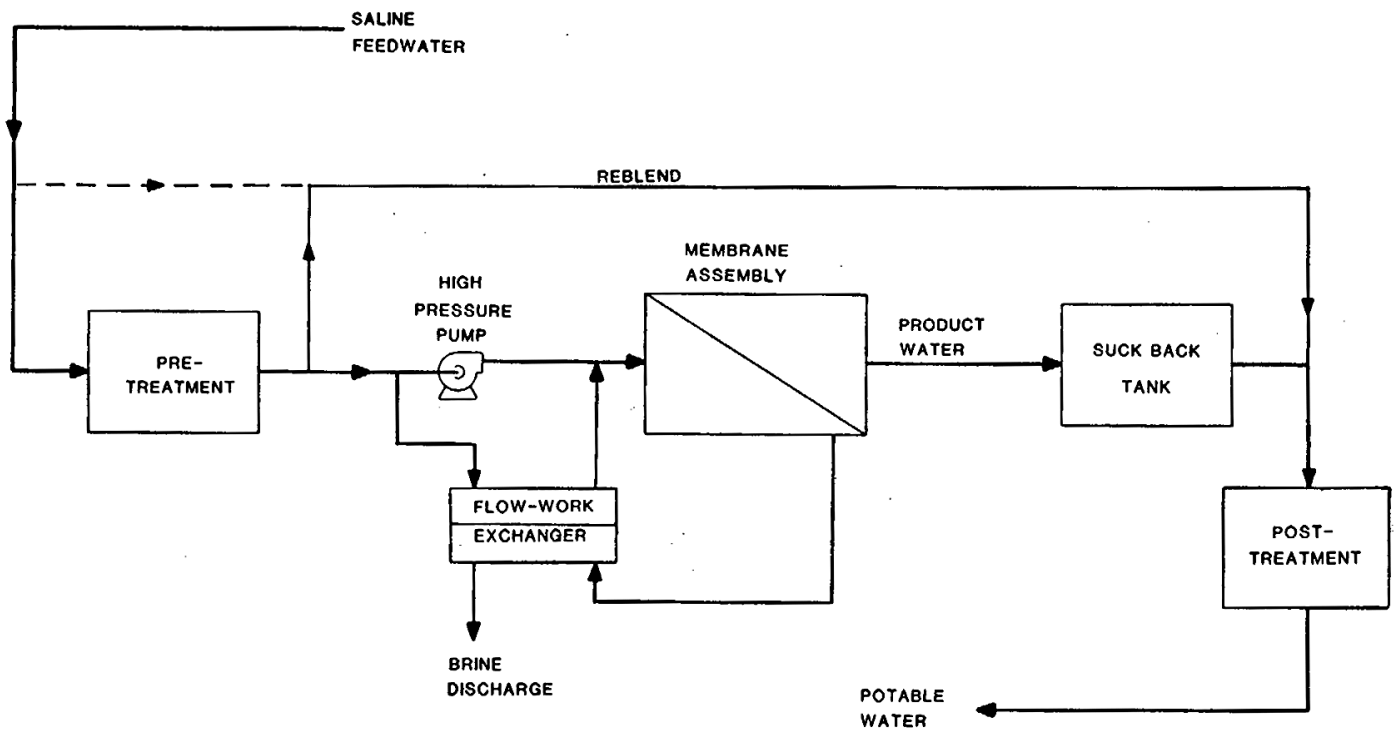 SALINE
FEEDWATER
REBLEND
MEMBRANE
ASSEMBLY
HIGH
PRESSURE
PUMP
PRE-
TREATMENT
PRODUCT
WATER
SUCK BACK
TANK
FLOW-WORK
EXCHANGER
POST-
TREATMENT
BRINE
DISCHARGE
POTABLE
WATER